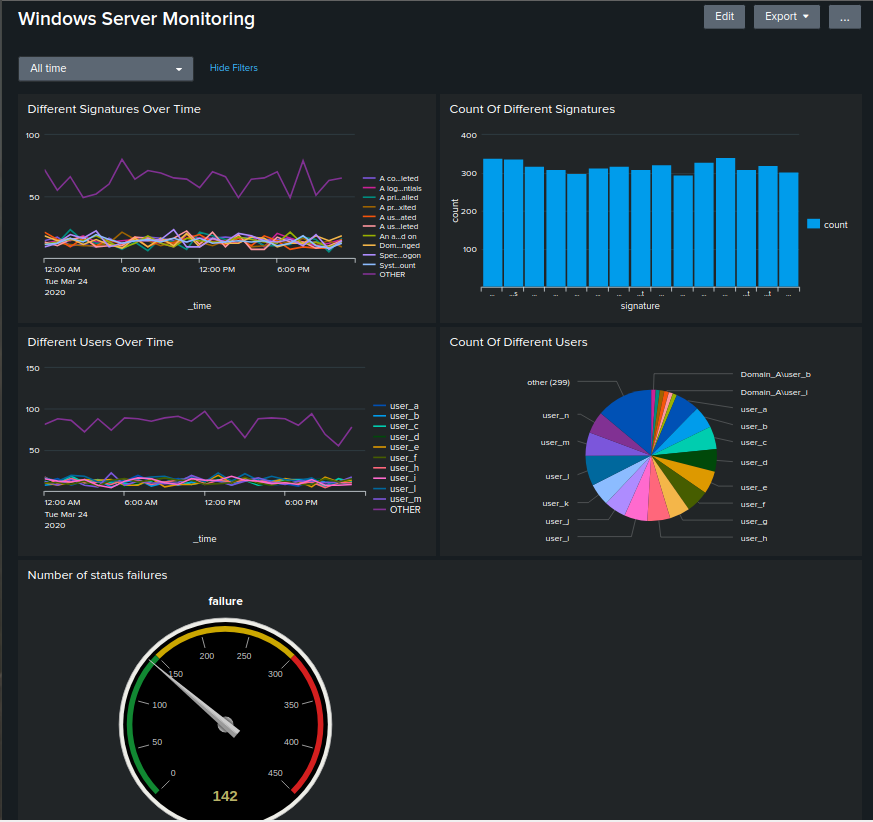 Windows Server Monitoring
Edit
Export
...
All time
Hide Filters
Different Signatures Over Time
100
50
12:00 AM
Tue Mar 24
2020
6:00 AM
12:00 PM
6:00 PM
_time
A co...leted
A log...ntials
A pri...alled
A pr...xited
A us...ated
A us...leted
An a...d on
Dom...nged
Spec...ogon
Syst...ount
OTHER
Count Of Different Signatures
400
300
200
100
count
signature
count
Different Users Over Time
150
100
50
12:00 AM
Tue Mar 24
2020
6:00 AM
12:00 PM
6:00 PM
_time
user_a
user_b
user_c
user_d
user_e
user_f
user_h
user_i
user_l
user_m
OTHER
Count Of Different Users
other (299)
user_n
user_m
user_l
user_k
user_j
user_i
Domain_A\user_b
Domain_A\user_l
user_a
user_b
user_c
user_d
user_e
user_f
user_g
user_h
Number of status failures
failure
0
50
100
150
200
250
300
350
400
450
142